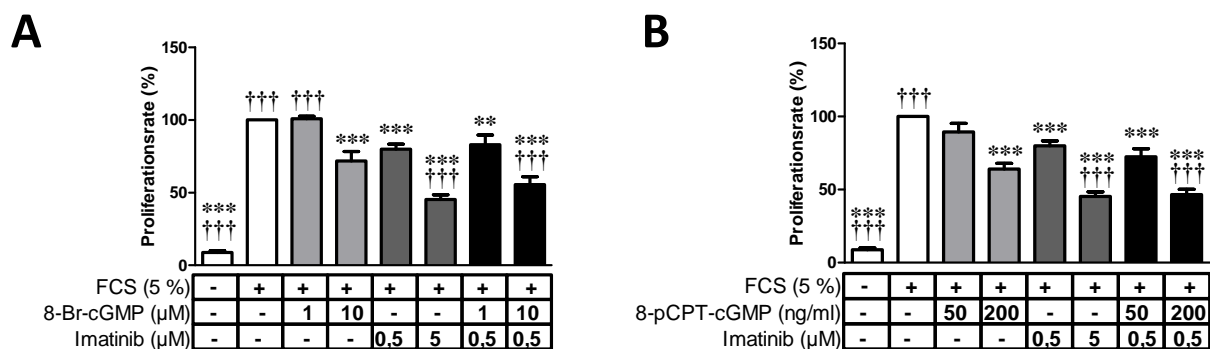 A
Proliferationsrate (%)
150
100
50
0
*** ††† ††† ††† *** *** *** ††† ** *** †††
FCS (5 %) - + + + + + + +
8-Br-cGMP (µM) - - 1 10 - - 1 10
Imatinib (µM) - - - - 0,5 5 0,5 0,5
B
Proliferationsrate (%)
150
100
50
0
*** ††† ††† *** *** *** ††† *** *** †††
FCS (5 %) - + + + + + + +
8-pCPT-cGMP (ng/ml) - - 50 200 - - 50 200
Imatinib (µM) - - - - 0,5 5 0,5 0,5